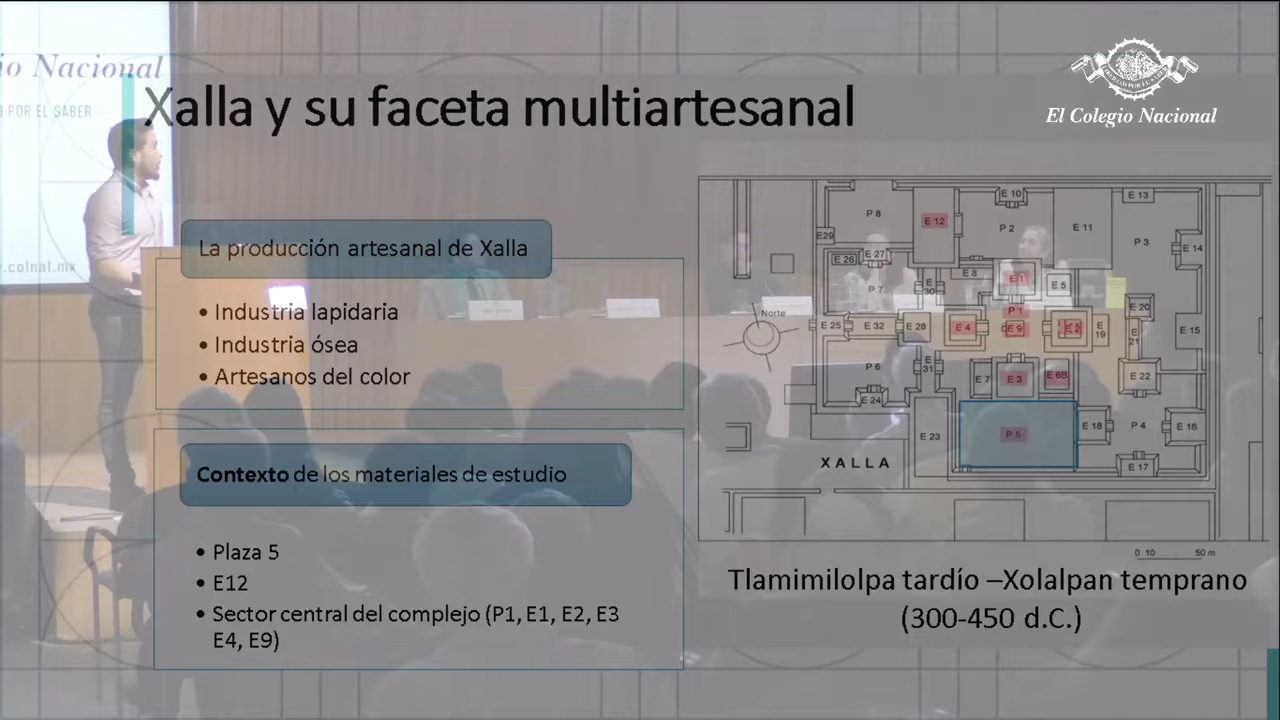 io Nacional
POR EL SABER
.colnal.mx
Xalla y su faceta multiartesanal
El Colegio Nacional
La producción artesanal de Xalla
• Industria lapidaria
• Industria ósea
• Artesanos del color
Contexto de los materiales de estudio
• Plaza 5
• E12
• Sector central del complejo (P1, E1, E2, E3
E4, E9)
E 10
E 13
P 8
E 12
P 2
E 11
P 3
E29
E 14
E 26
E 27
E 8
E 1
E 5
P 7
E 30
Norte
P 1
E 20
E 25
E 32
E 28
E 4
E 9
E 2
E 19
E 21
E 15
P 6
E 31
E 7
E 3
E 6B
E 22
E 24
E 23
P 5
E 18
P 4
E 16
XALLA
E 17
0 10 50 m
Tlamimilolpa tardío –Xolalpan temprano
(300-450 d.C.)